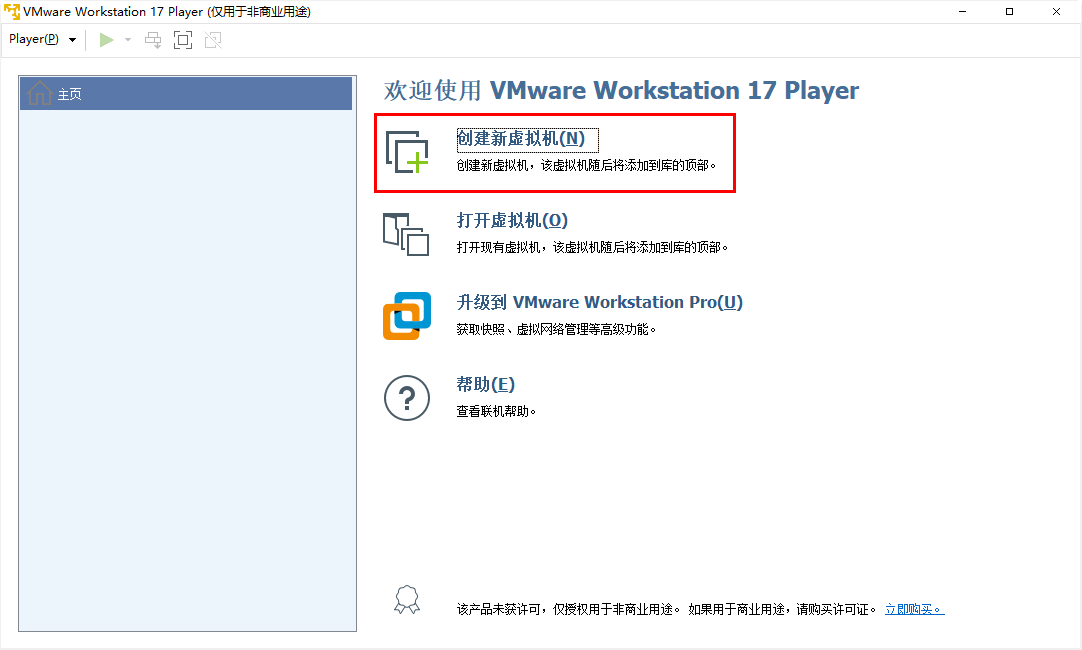 VMware Workstation 17 Player (仅用于非商业用途)
Player(P)
主页
欢迎使用 VMware Workstation 17 Player
创建新虚拟机(N)
创建新虚拟机，该虚拟机随后将添加到库的顶部。
打开虚拟机(O)
打开现有虚拟机，该虚拟机随后将添加到库的顶部。
升级到 VMware Workstation Pro(U)
获取快照、虚拟网络管理等高级功能。
帮助(E)
查看联机帮助。
该产品未获许可，仅授权用于非商业用途。 如果用于商业用途，请购买许可证。 立即购买。